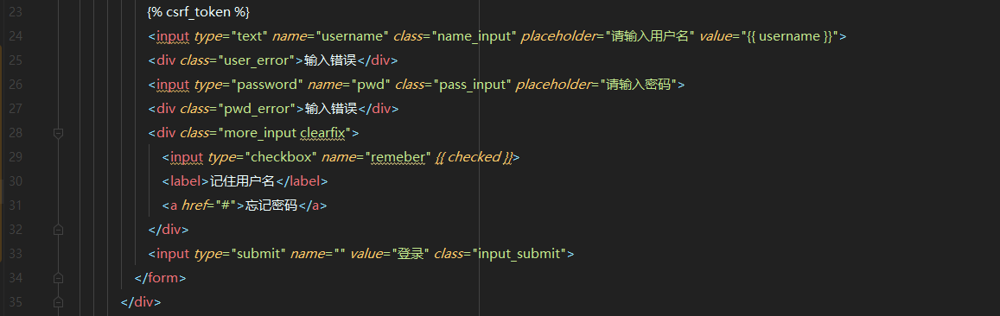 23 {% csrf_token %}
24 <input type="text" name="username" class="name_input" placeholder="请输入用户名" value="{{ username }}">
25 <div class="user_error">输入错误</div>
26 <input type="password" name="pwd" class="pass_input" placeholder="请输入密码">
27 <div class="pwd_error">输入错误</div>
28 <div class="more_input clearfix">
29 <input type="checkbox" name="remeber" {{ checked }}>
30 <label>记住用户名</label>
31 <a href="#">忘记密码</a>
32 </div>
33 <input type="submit" name="" value="登录" class="input_submit">
34 </form>
35 </div>